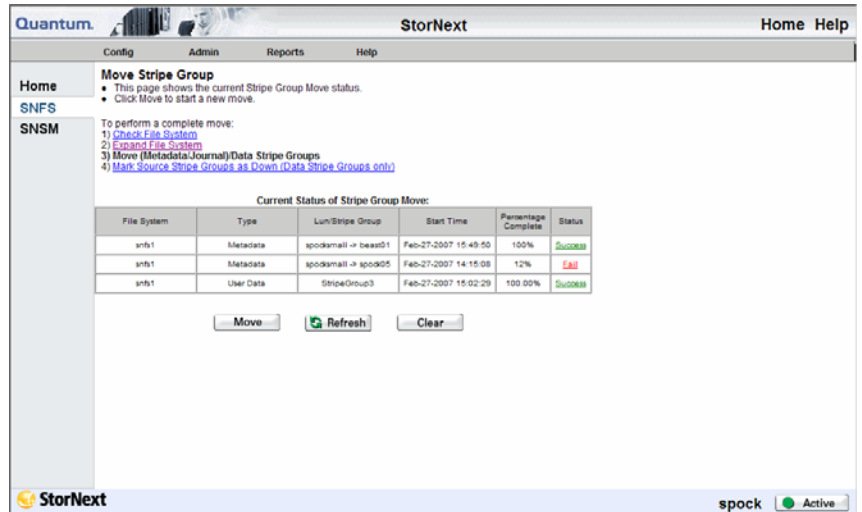 Quantum. StorNext Home Help
Config Admin Reports Help
Home
SNFS
SNSM
Move Stripe Group
• This page shows the current Stripe Group Move status.
• Click Move to start a new move.
To perform a complete move:
1) Check File System
2) Expand File System
3) Move (Metadata/Journal)/Data Stripe Groups
4) Mark Source Stripe Groups as Down (Data Stripe Groups only)
Current Status of Stripe Group Move:
File System Type Lun/Stripe Group Start Time Percentage Complete Status
snfs1 Metadata spocksmall -> beast01 Feb-27-2007 15:49:50 100% Success
snfs1 Metadata spocksmall -> spock05 Feb-27-2007 14:15:08 12% Fail
snfs1 User Data StripeGroup3 Feb-27-2007 15:02:29 100.00% Success
Move Refresh Clear
StorNext spock Active